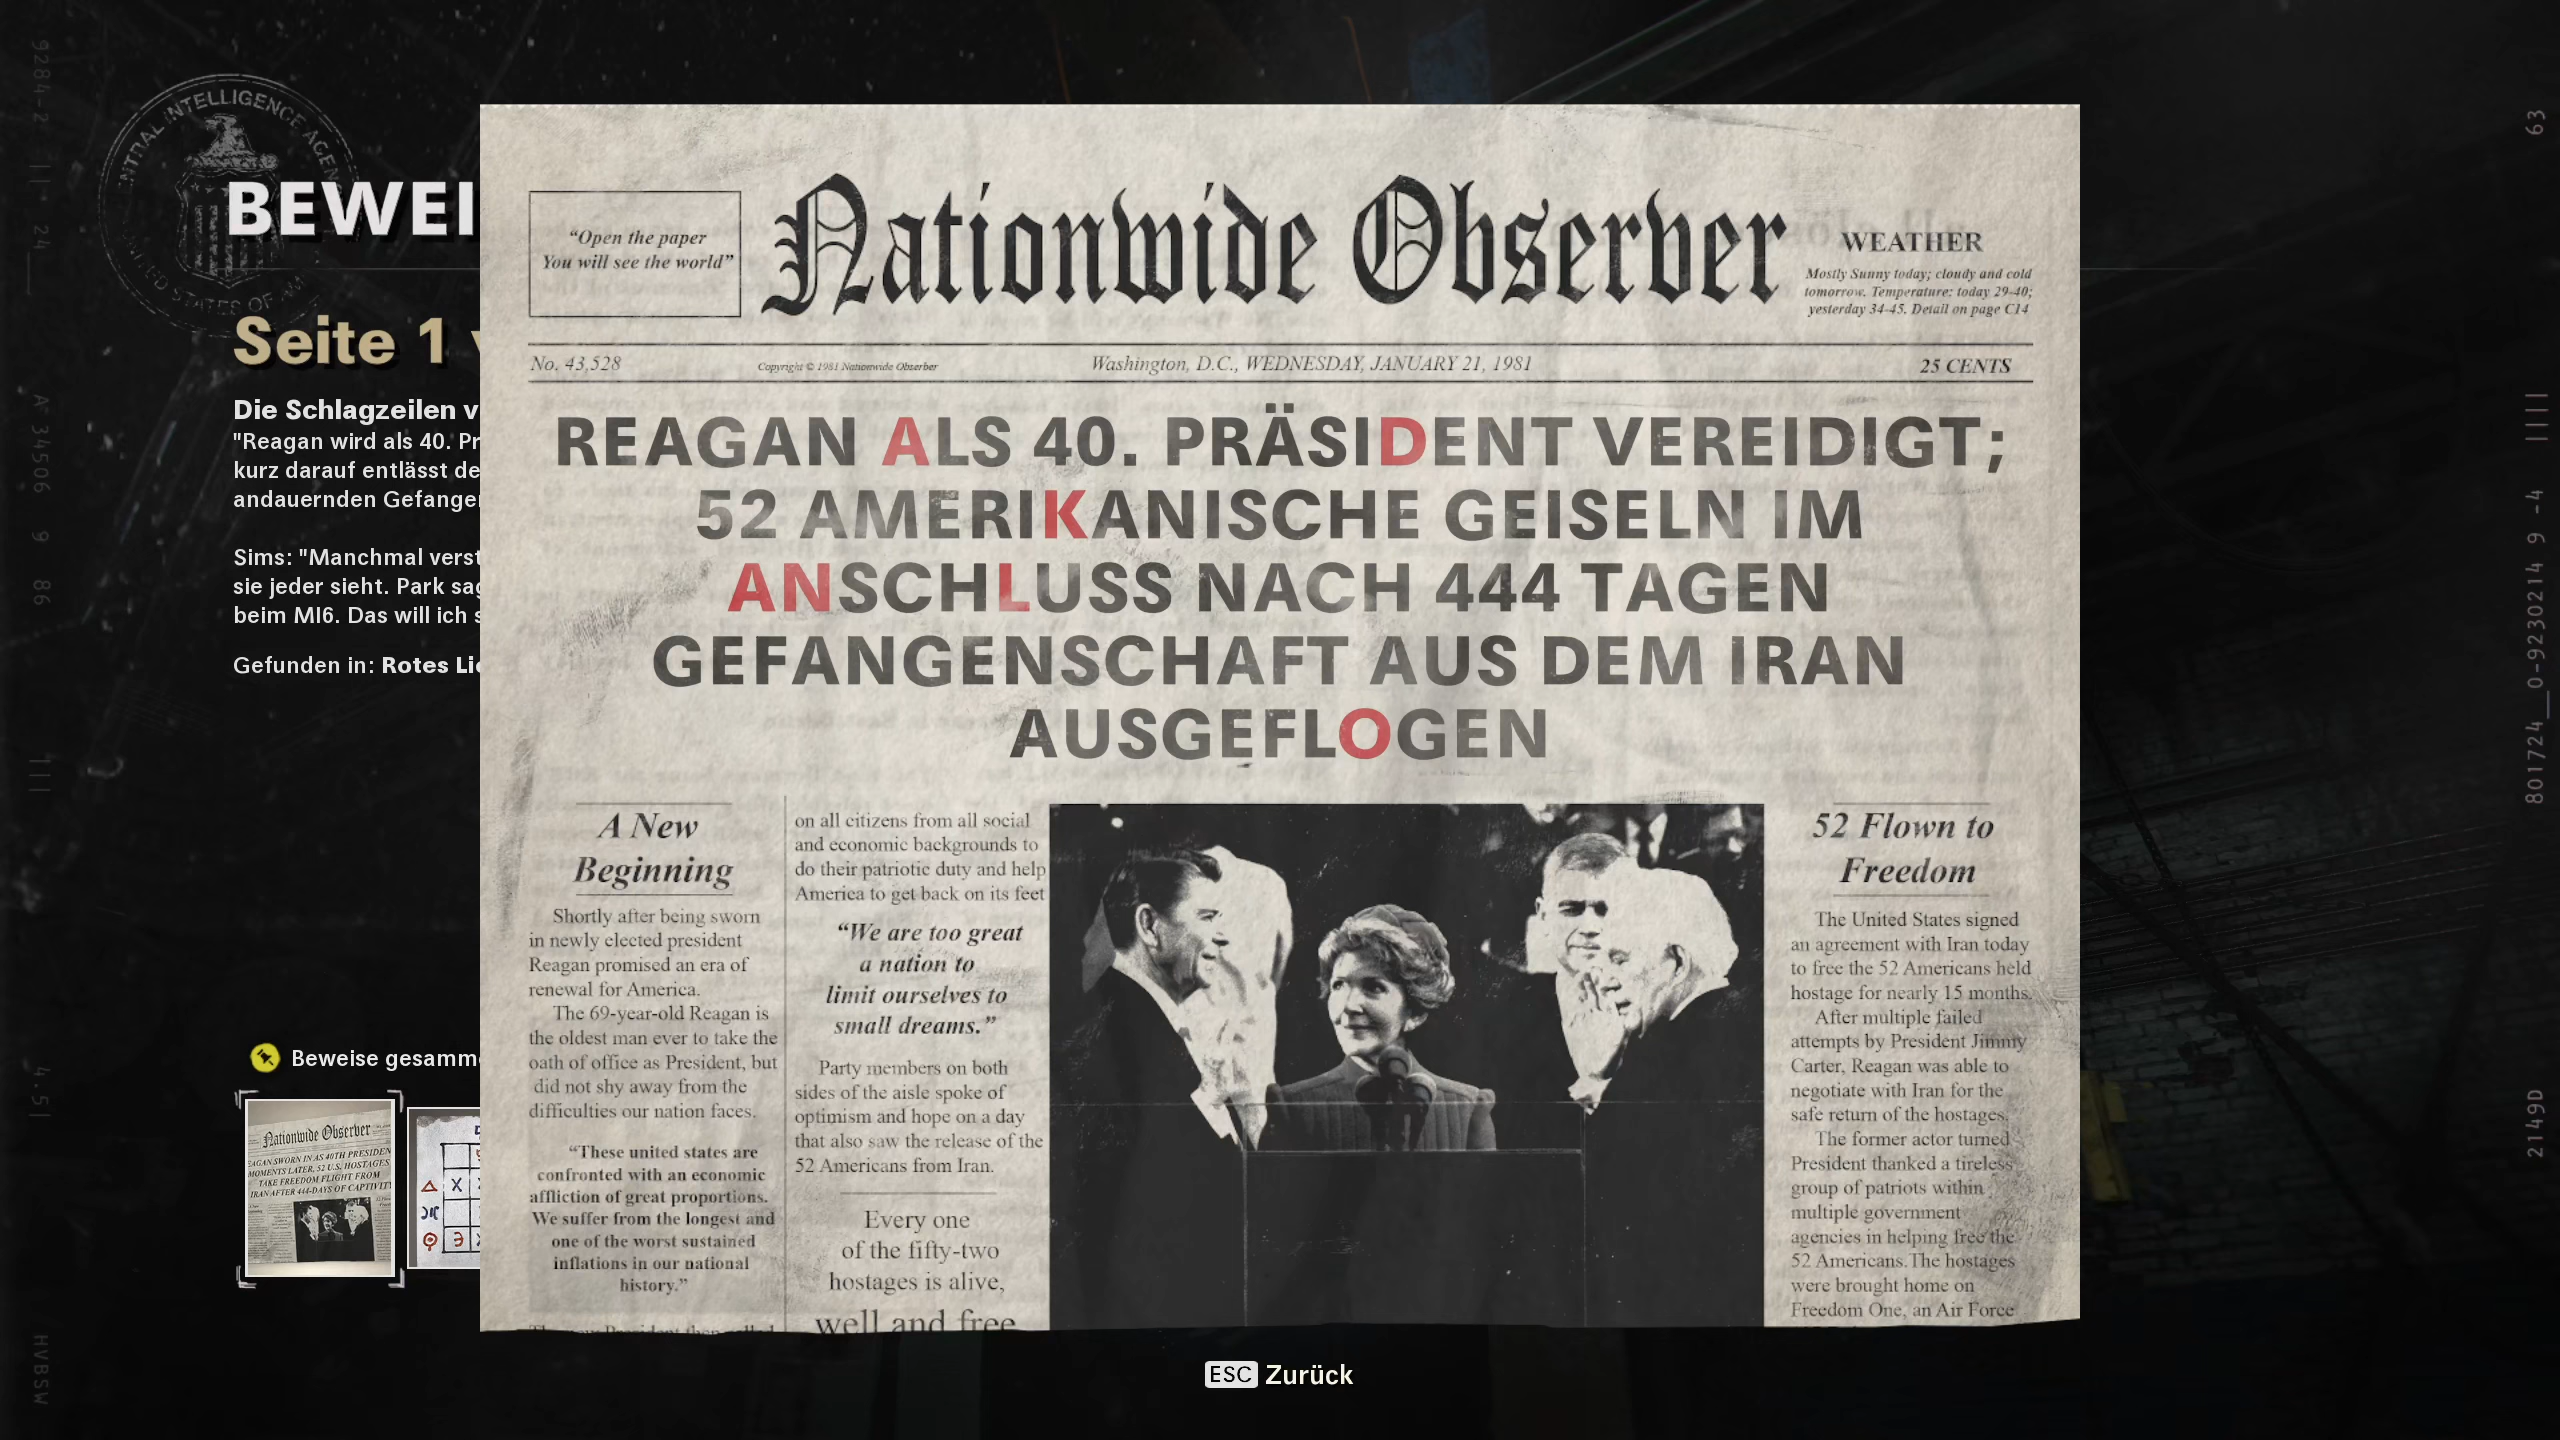 BEWEI
Seite 1
Die Schlagzeilen v
"Reagan wird als 40. Pr
kurz darauf entlässt de
andauernden Gefangen
Sims: "Manchmal verst
sie jeder sieht. Park sag
beim MI6. Das will ich s
Gefunden in: Rotes Lic
Beweise gesamme
“Open the paper
You will see the world”
Nationwide Observer
WEATHER
Mostly Sunny today; cloudy and cold
tomorrow. Temperature: today 29-40;
yesterday 34-45. Detail on page C14
No. 43,528
Copyright © 1981 Nationwide Observer
Washington, D.C., WEDNESDAY, JANUARY 21, 1981
25 CENTS
REAGAN ALS 40. PRÄSIDENT VEREIDIGT;
52 AMERIKANISCHE GEISELN IM
ANSCHLUSS NACH 444 TAGEN
GEFANGENSCHAFT AUS DEM IRAN
AUSGEFLOGEN
A New
Beginning
Shortly after being sworn
in newly elected president
Reagan promised an era of
renewal for America.
The 69-year-old Reagan is
the oldest man ever to take the
oath of office as President, but
did not shy away from the
difficulties our nation faces.
“These united states are
confronted with an economic
affliction of great proportions.
We suffer from the longest and
one of the worst sustained
inflations in our national
history.”
on all citizens from all social
and economic backgrounds to
do their patriotic duty and help
America to get back on its feet
“We are too great
a nation to
limit ourselves to
small dreams.”
Party members on both
sides of the aisle spoke of
optimism and hope on a day
that also saw the release of the
52 Americans from Iran.
Every one
of the fifty-two
hostages is alive,
well and free
52 Flown to
Freedom
The United States signed
an agreement with Iran today
to free the 52 Americans held
hostage for nearly 15 months.
After multiple failed
attempts by President Jimmy
Carter, Reagan was able to
negotiate with Iran for the
safe return of the hostages.
The former actor turned
President thanked a tireless
group of patriots within
multiple government
agencies in helping free the
52 Americans. The hostages
were brought home on
Freedom One, an Air Force
ESC Zurück